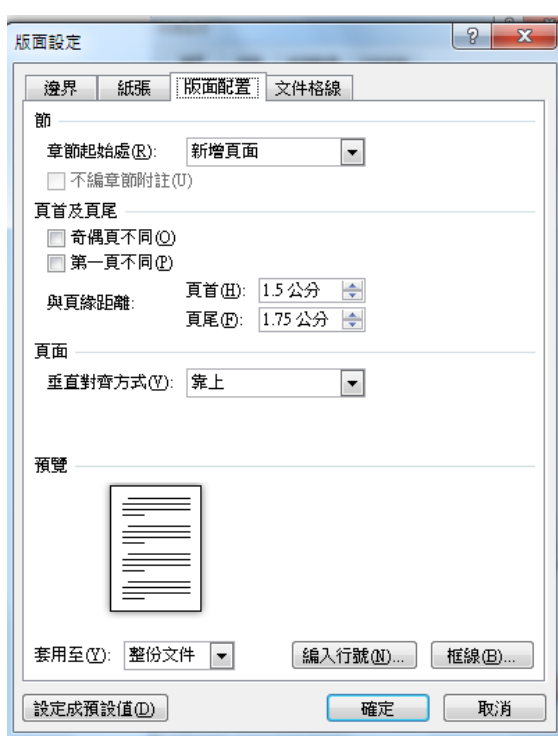 版面設定
邊界 紙張 版面配置 文件格線
節
章節起始處(R): 新增頁面
不編章節附註(U)
頁首及頁尾
奇偶頁不同(O)
第一頁不同(P)
與頁緣距離:
頁首(H): 1.5 公分
頁尾(F): 1.75 公分
頁面
垂直對齊方式(V): 靠上
預覽
套用至(Y): 整份文件 編入行號(N)... 框線(B)...
設定成預設值(D) 確定 取消